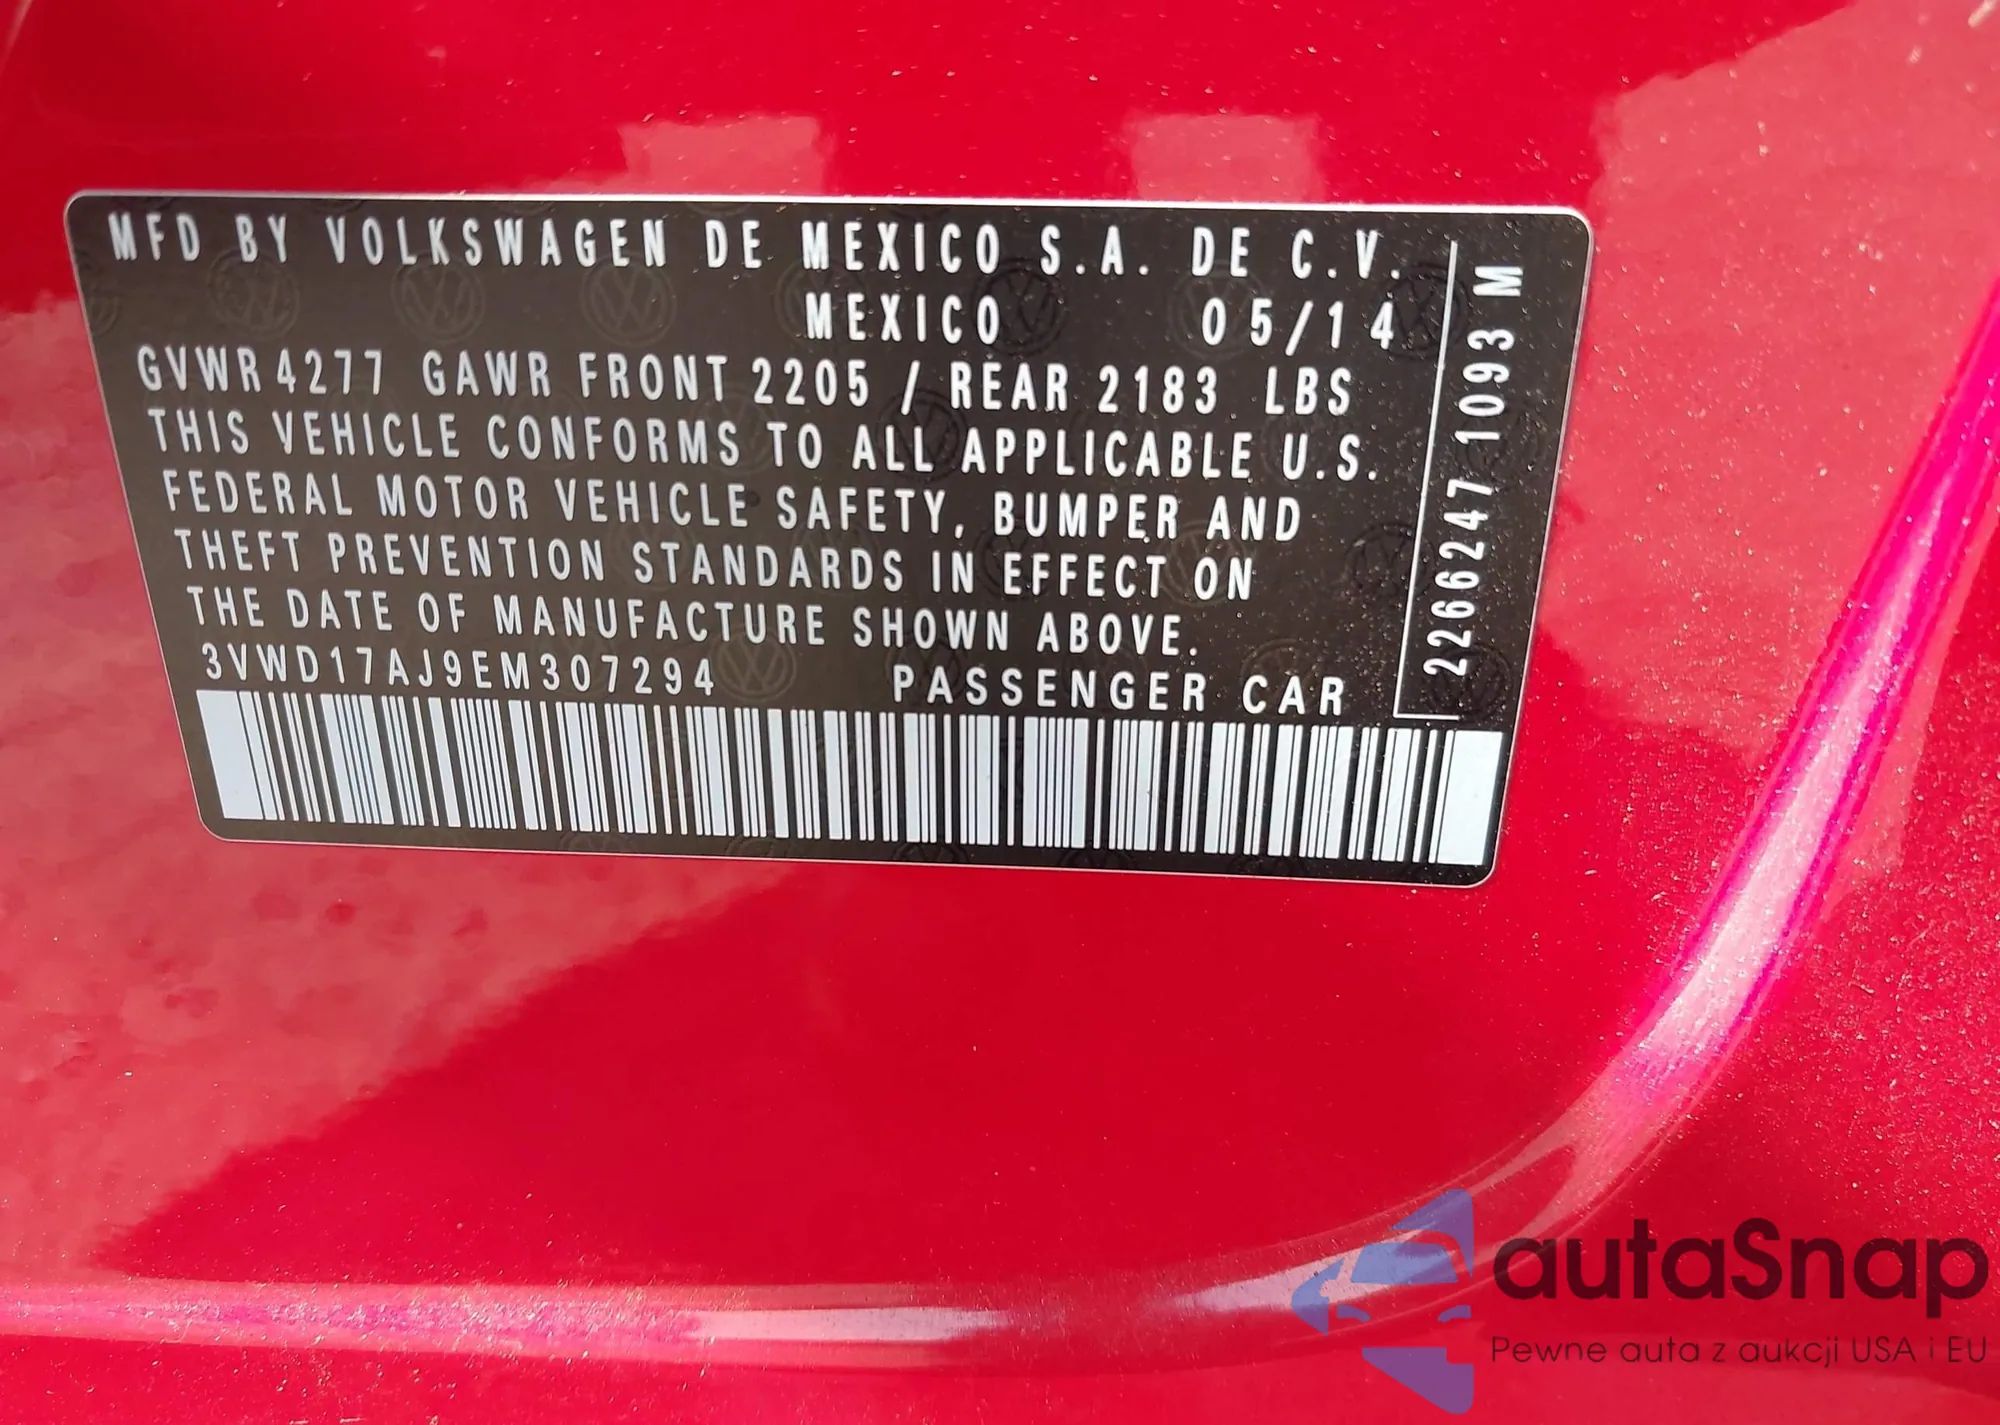 MFD BY VOLKSWAGEN DE MEXICO S.A. DE C.V.
MEXICO 05/14
GVWR 4277 GAWR FRONT 2205 / REAR 2183 LBS
THIS VEHICLE CONFORMS TO ALL APPLICABLE U.S.
FEDERAL MOTOR VEHICLE SAFETY, BUMPER AND
THEFT PREVENTION STANDARDS IN EFFECT ON
THE DATE OF MANUFACTURE SHOWN ABOVE.
3VWD17AJ9EM307294 PASSENGER CAR
2266247 1093 M
autaSnap
Pewne auta z aukcji USA i EU